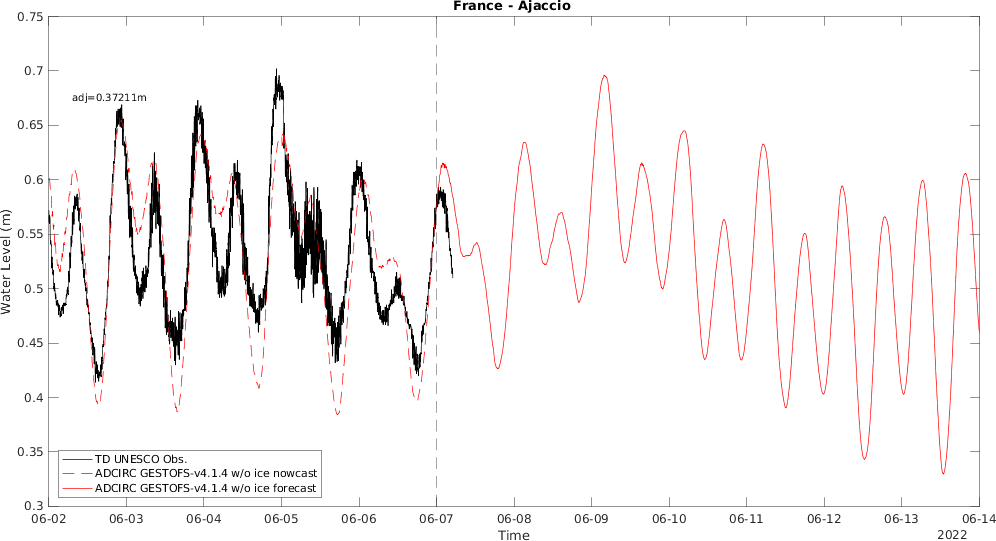 France - Ajaccio
0.75
0.7
0.65
0.6
0.55
0.5
0.45
0.4
0.35
0.3
Water Level (m)
adj=0.37211m
TD UNESCO Obs.
ADCIRC GESTOFS-v4.1.4 w/o ice nowcast
ADCIRC GESTOFS-v4.1.4 w/o ice forecast
06-02 06-03 06-04 06-05 06-06 06-07 06-08 06-09 06-10 06-11 06-12 06-13 06-14
Time
2022